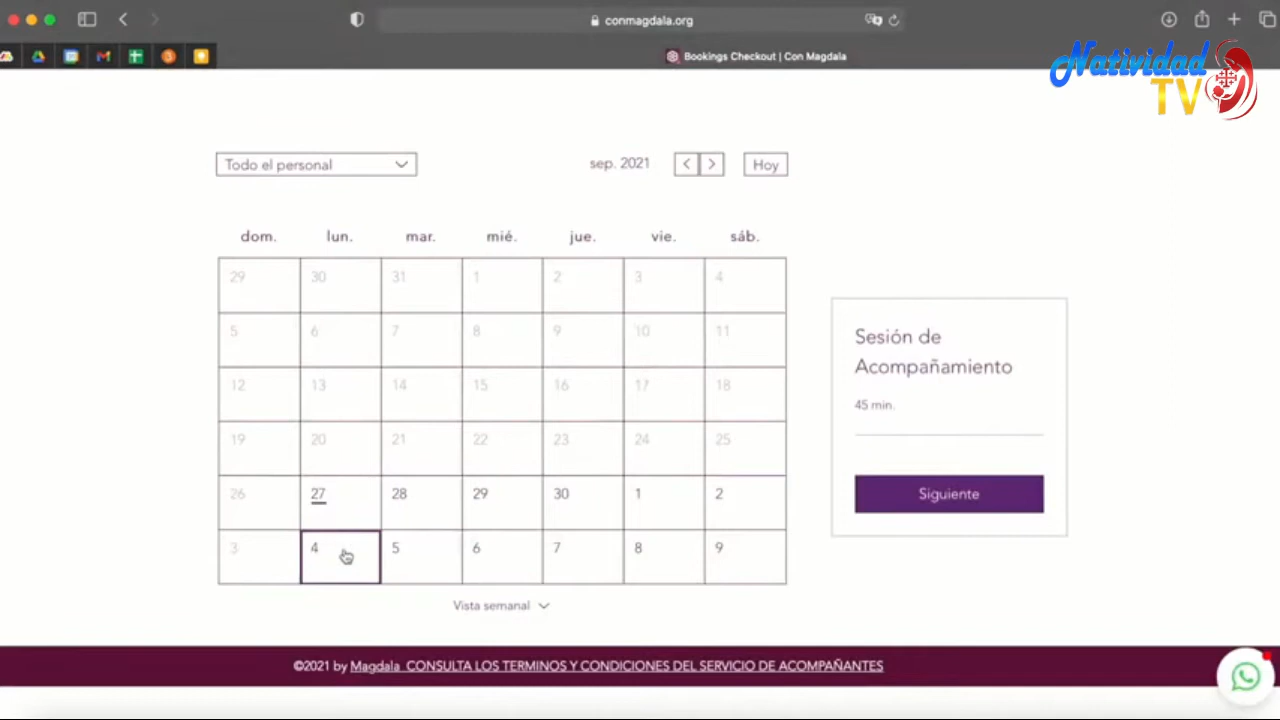 conmagdala.org
Bookings Checkout | Con Magdala
Natividad
TV
Todo el personal
sep. 2021
Hoy
dom. lun. mar. mié. jue. vie. sáb.
29 30 31 1 2 3 4
5 6 7 8 9 10 11
12 13 14 15 16 17 18
19 20 21 22 23 24 25
26 27 28 29 30 1 2
3 4 5 6 7 8 9
Vista semanal
Sesión de
Acompañamiento
45 min.
Siguiente
©2021 by Magdala CONSULTA LOS TERMINOS Y CONDICIONES DEL SERVICIO DE ACOMPAÑANTES